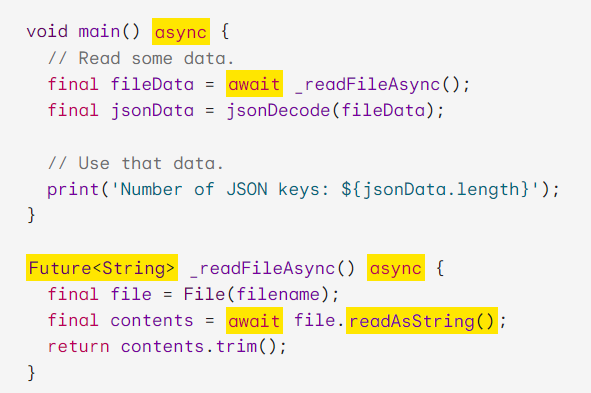 void main() async {
  // Read some data.
  final fileData = await _readFileAsync();
  final jsonData = jsonDecode(fileData);

  // Use that data.
  print('Number of JSON keys: ${jsonData.length}');
}

Future<String> _readFileAsync() async {
  final file = File(filename);
  final contents = await file.readAsString();
  return contents.trim();
}